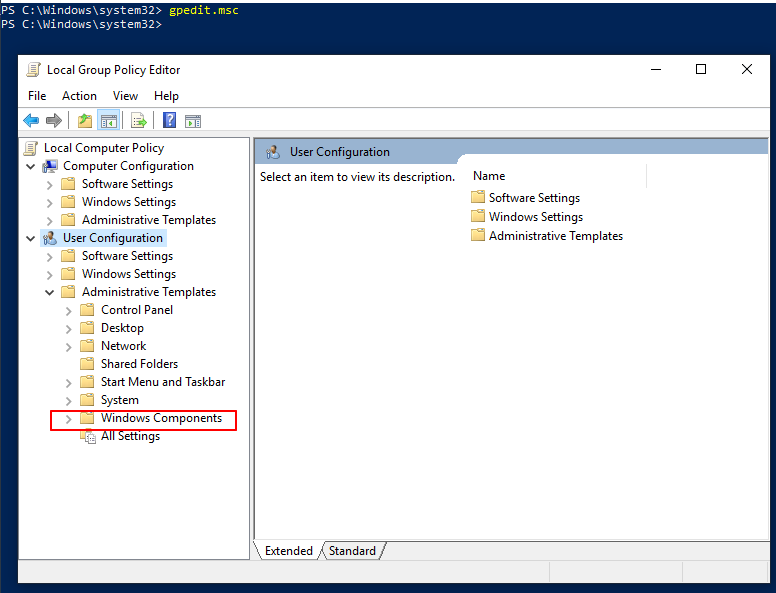 PS C:\Windows\system32> gpedit.msc
PS C:\Windows\system32>
Local Group Policy Editor
File Action View Help
Local Computer Policy
Computer Configuration
Software Settings
Windows Settings
Administrative Templates
User Configuration
Software Settings
Windows Settings
Administrative Templates
Control Panel
Desktop
Network
Shared Folders
Start Menu and Taskbar
System
Windows Components
All Settings
User Configuration
Select an item to view its description.
Name
Software Settings
Windows Settings
Administrative Templates
Extended Standard